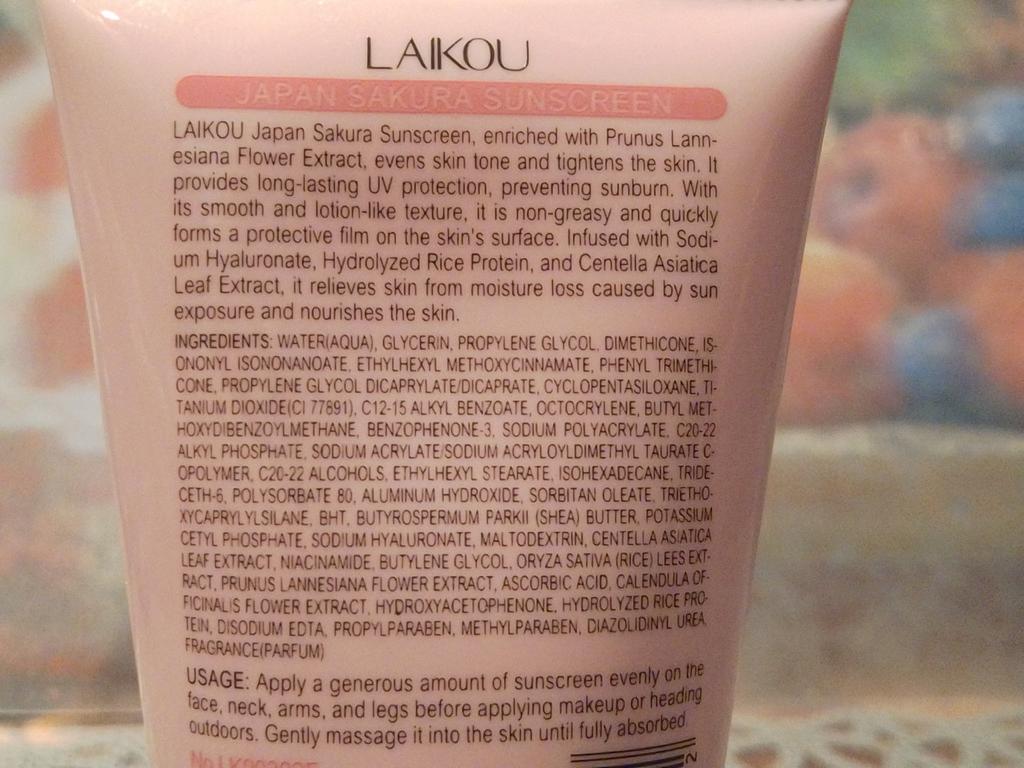 LAIKOU
JAPAN SAKURA SUNSCREEN
LAIKOU Japan Sakura Sunscreen, enriched with Prunus Lann-
esiana Flower Extract, evens skin tone and tightens the skin. It
provides long-lasting UV protection, preventing sunburn. With
its smooth and lotion-like texture, it is non-greasy and quickly
forms a protective film on the skin's surface. Infused with Sodi-
um Hyaluronate, Hydrolyzed Rice Protein, and Centella Asiatica
Leaf Extract, it relieves skin from moisture loss caused by sun
exposure and nourishes the skin.
INGREDIENTS: WATER(AQUA), GLYCERIN, PROPYLENE GLYCOL, DIMETHICONE, IS-
ONONYL ISONONANOATE, ETHYLHEXYL METHOXYCINNAMATE, PHENYL TRIMETHI-
CONE, PROPYLENE GLYCOL DICAPRYLATE/DICAPRATE, CYCLOPENTASILOXANE, TI-
TANIUM DIOXIDE(CI 77891), C12-15 ALKYL BENZOATE, OCTOCRYLENE, BUTYL MET-
HOXYDIBENZOYLMETHANE, BENZOPHENONE-3, SODIUM POLYACRYLATE, C20-22
ALKYL PHOSPHATE, SODIUM ACRYLATE/SODIUM ACRYLOYLDIMETHYL TAURATE C-
OPOLYMER, C20-22 ALCOHOLS, ETHYLHEXYL STEARATE, ISOHEXADECANE, TRIDE-
CETH-6, POLYSORBATE 80, ALUMINUM HYDROXIDE, SORBITAN OLEATE, TRIETHO-
XYCAPRYLYLSILANE, BHT, BUTYROSPERMUM PARKII (SHEA) BUTTER, POTASSIUM
CETYL PHOSPHATE, SODIUM HYALURONATE, MALTODEXTRIN, CENTELLA ASIATICA
LEAF EXTRACT, NIACINAMIDE, BUTYLENE GLYCOL, ORYZA SATIVA (RICE) LEES EXT-
RACT, PRUNUS LANNESIANA FLOWER EXTRACT, ASCORBIC ACID, CALENDULA OF-
FICINALIS FLOWER EXTRACT, HYDROXYACETOPHENONE, HYDROLYZED RICE PRO-
TEIN, DISODIUM EDTA, PROPYLPARABEN, METHYLPARABEN, DIAZOLIDINYL UREA,
FRAGRANCE(PARFUM)
USAGE: Apply a generous amount of sunscreen evenly on the
face, neck, arms, and legs before applying makeup or heading
outdoors. Gently massage it into the skin until fully absorbed.